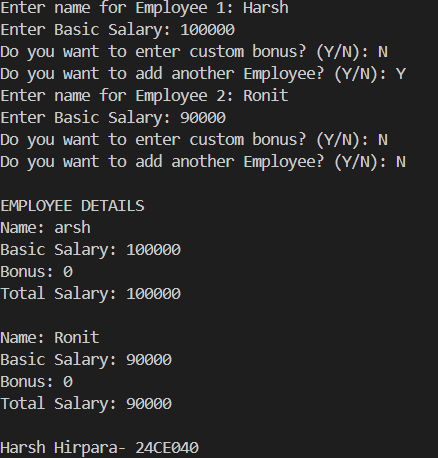 Enter name for Employee 1: Harsh
Enter Basic Salary: 100000
Do you want to enter custom bonus? (Y/N): N
Do you want to add another Employee? (Y/N): Y
Enter name for Employee 2: Ronit
Enter Basic Salary: 90000
Do you want to enter custom bonus? (Y/N): N
Do you want to add another Employee? (Y/N): N
EMPLOYEE DETAILS
Name: arsh
Basic Salary: 100000
Bonus: 0
Total Salary: 100000
Name: Ronit
Basic Salary: 90000
Bonus: 0
Total Salary: 90000
Harsh Hirpara- 24CE040